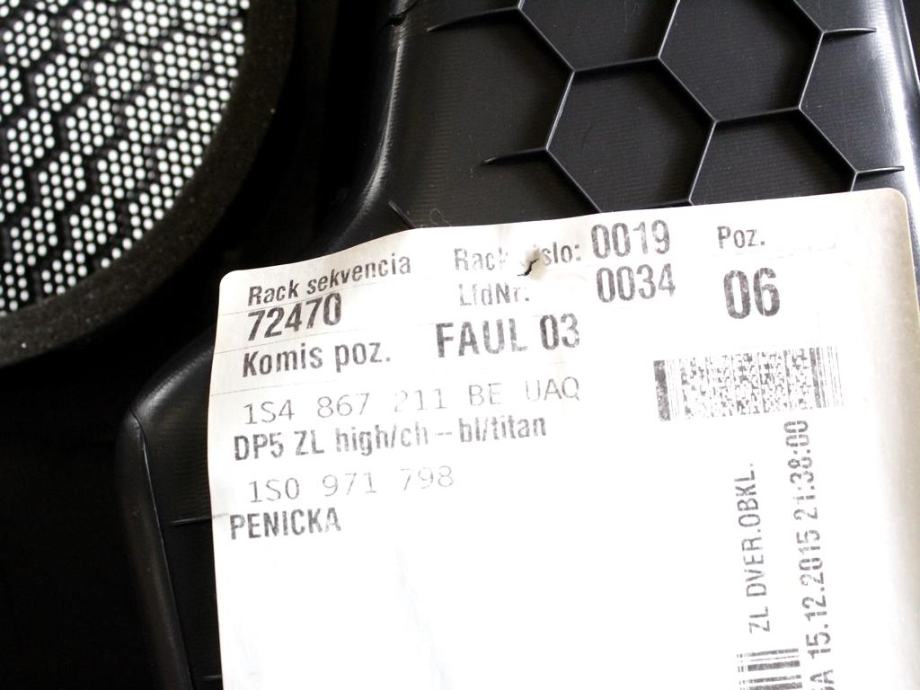 Rack sekvencia
72470
Rack číslo: 0019
LfdNr. 0034
Poz.
06
Komis poz. FAUL 03
1S4 867 211 BE UAQ
DP5 ZL high/ch – bl/titan
1S0 971 798
PENICKA
ZL DVER.OBKL.
A 15.12.2015 21:38:00